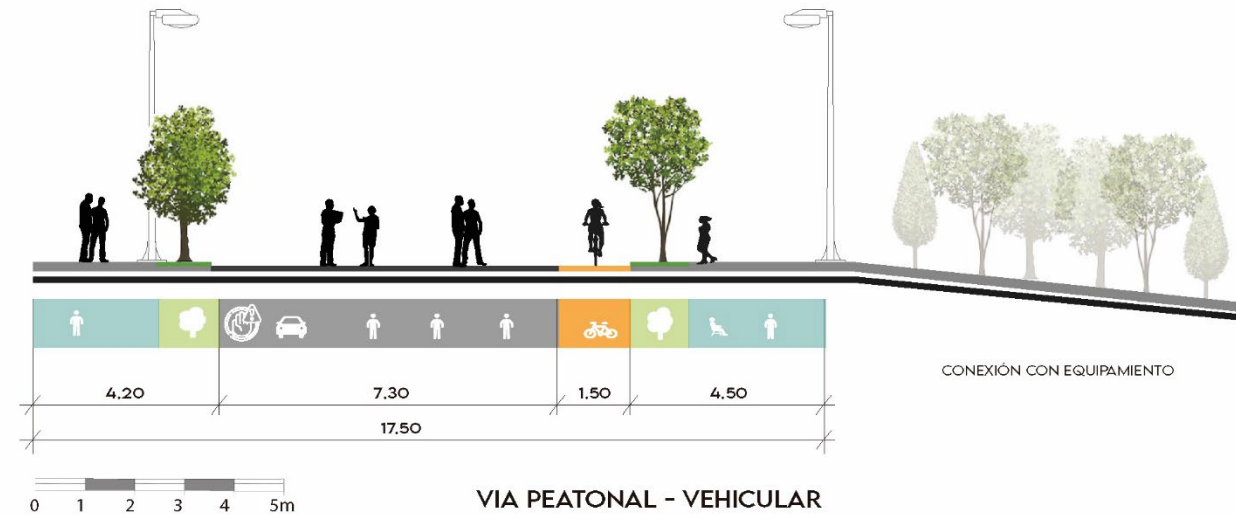 CONEXIÓN CON EQUIPAMIENTO
4.20 7.30 1.50 4.50
17.50
0 1 2 3 4 5m
VIA PEATONAL - VEHICULAR